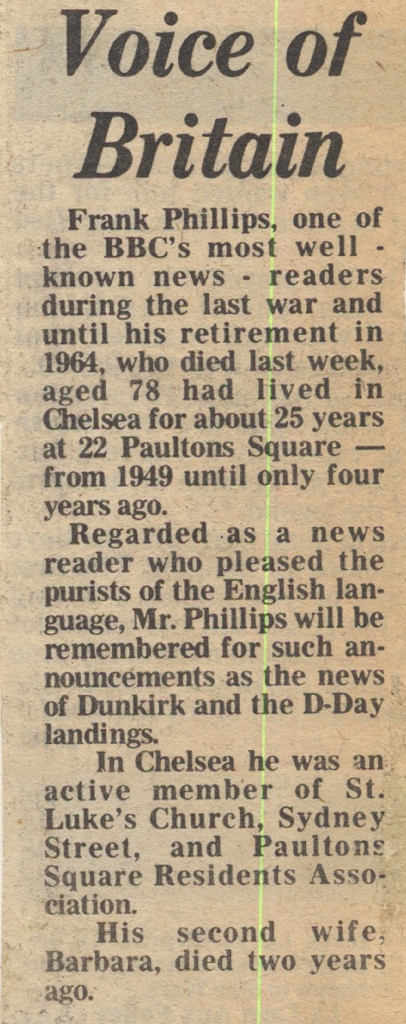 Voice of
Britain
Frank Phillips, one of
the BBC's most well -
known news - readers
during the last war and
until his retirement in
1964, who died last week,
aged 78 had lived in
Chelsea for about 25 years
at 22 Paultons Square —
from 1949 until only four
years ago.
Regarded as a news
reader who pleased the
purists of the English lan-
guage, Mr. Phillips will be
remembered for such an-
nouncements as the news
of Dunkirk and the D-Day
landings.
In Chelsea he was an
active member of St.
Luke's Church, Sydney
Street, and Paultons
Square Residents Asso-
ciation.
His second wife,
Barbara, died two years
ago.